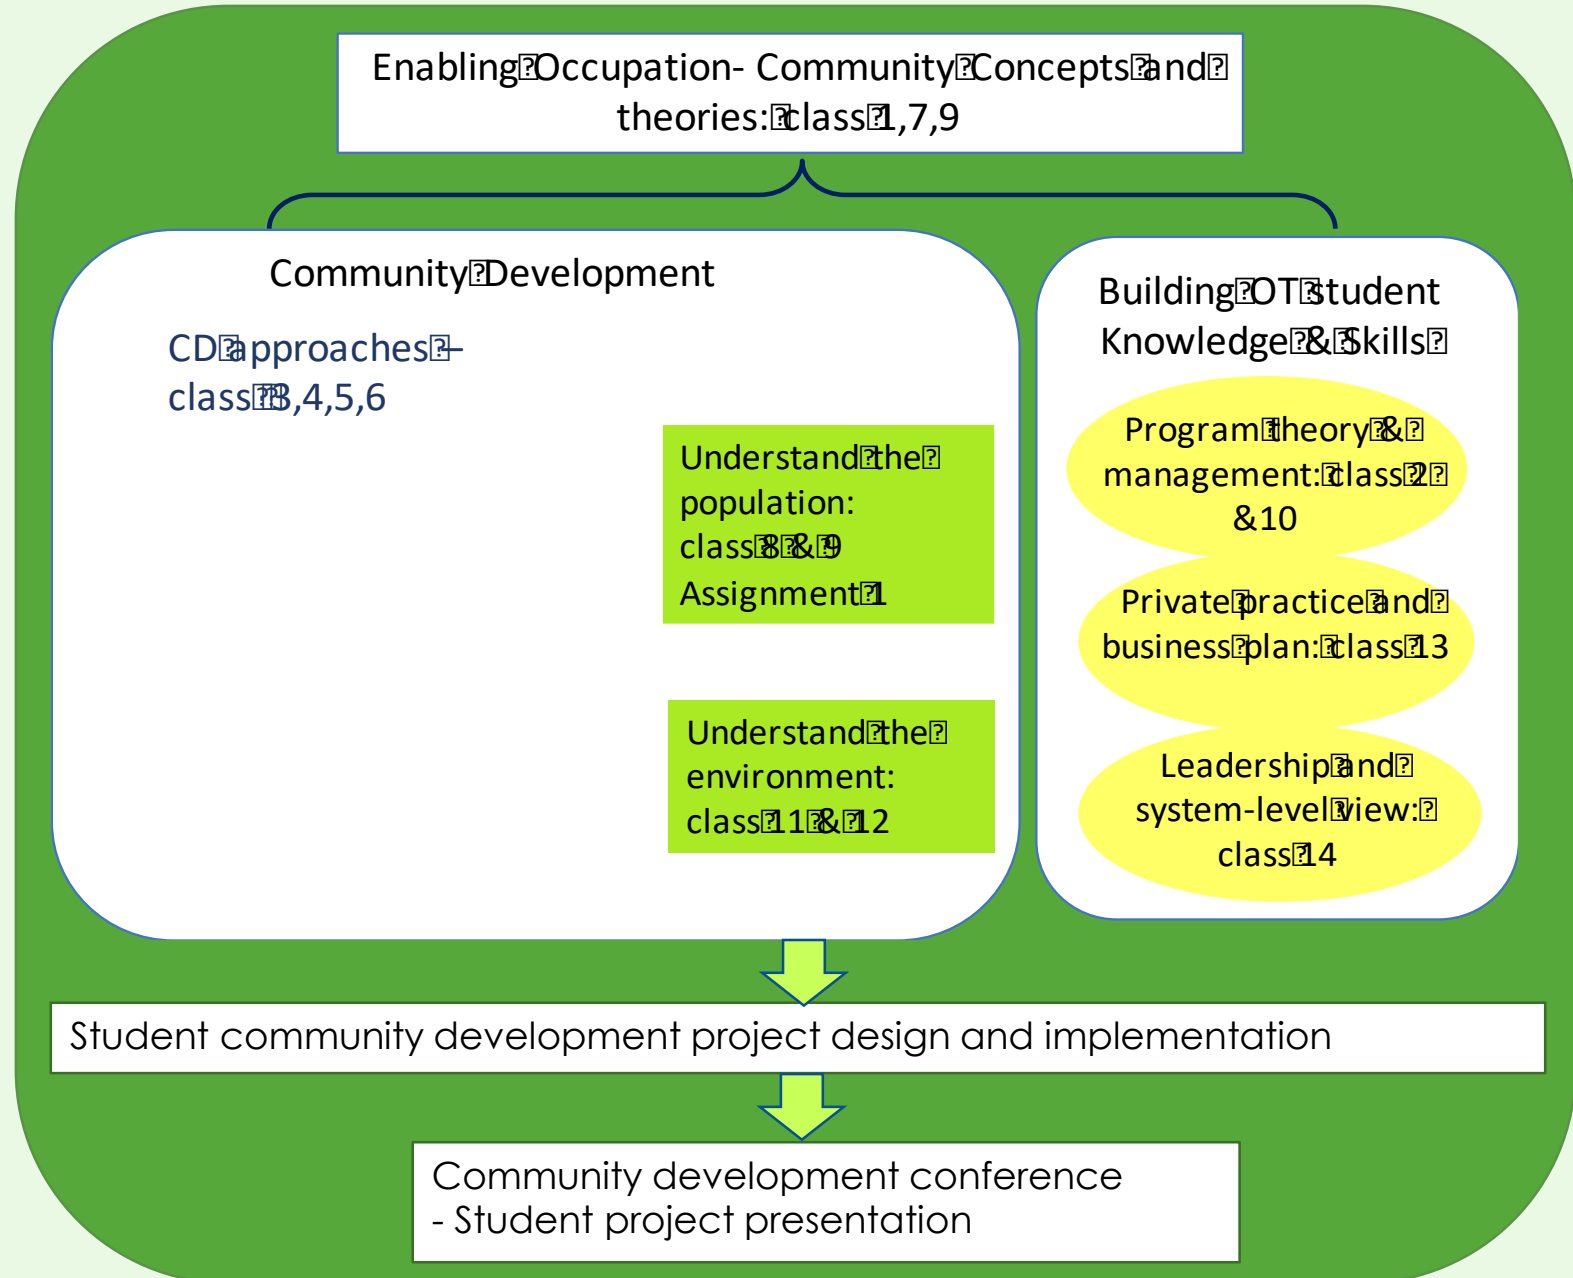 Enabling Occupation- Community Concepts and
theories: class 1,7,9
Community Development
CD approaches –
class 3,4,5,6
Understand the
population:
class 8 & 9
Assignment 1
Understand the
environment:
class 11 & 12
Building OT student
Knowledge & Skills
Program theory &
management: class 2
&10
Private practice and
business plan: class 13
Leadership and
system-level view:
class 14
Student community development project design and implementation
Community development conference
- Student project presentation